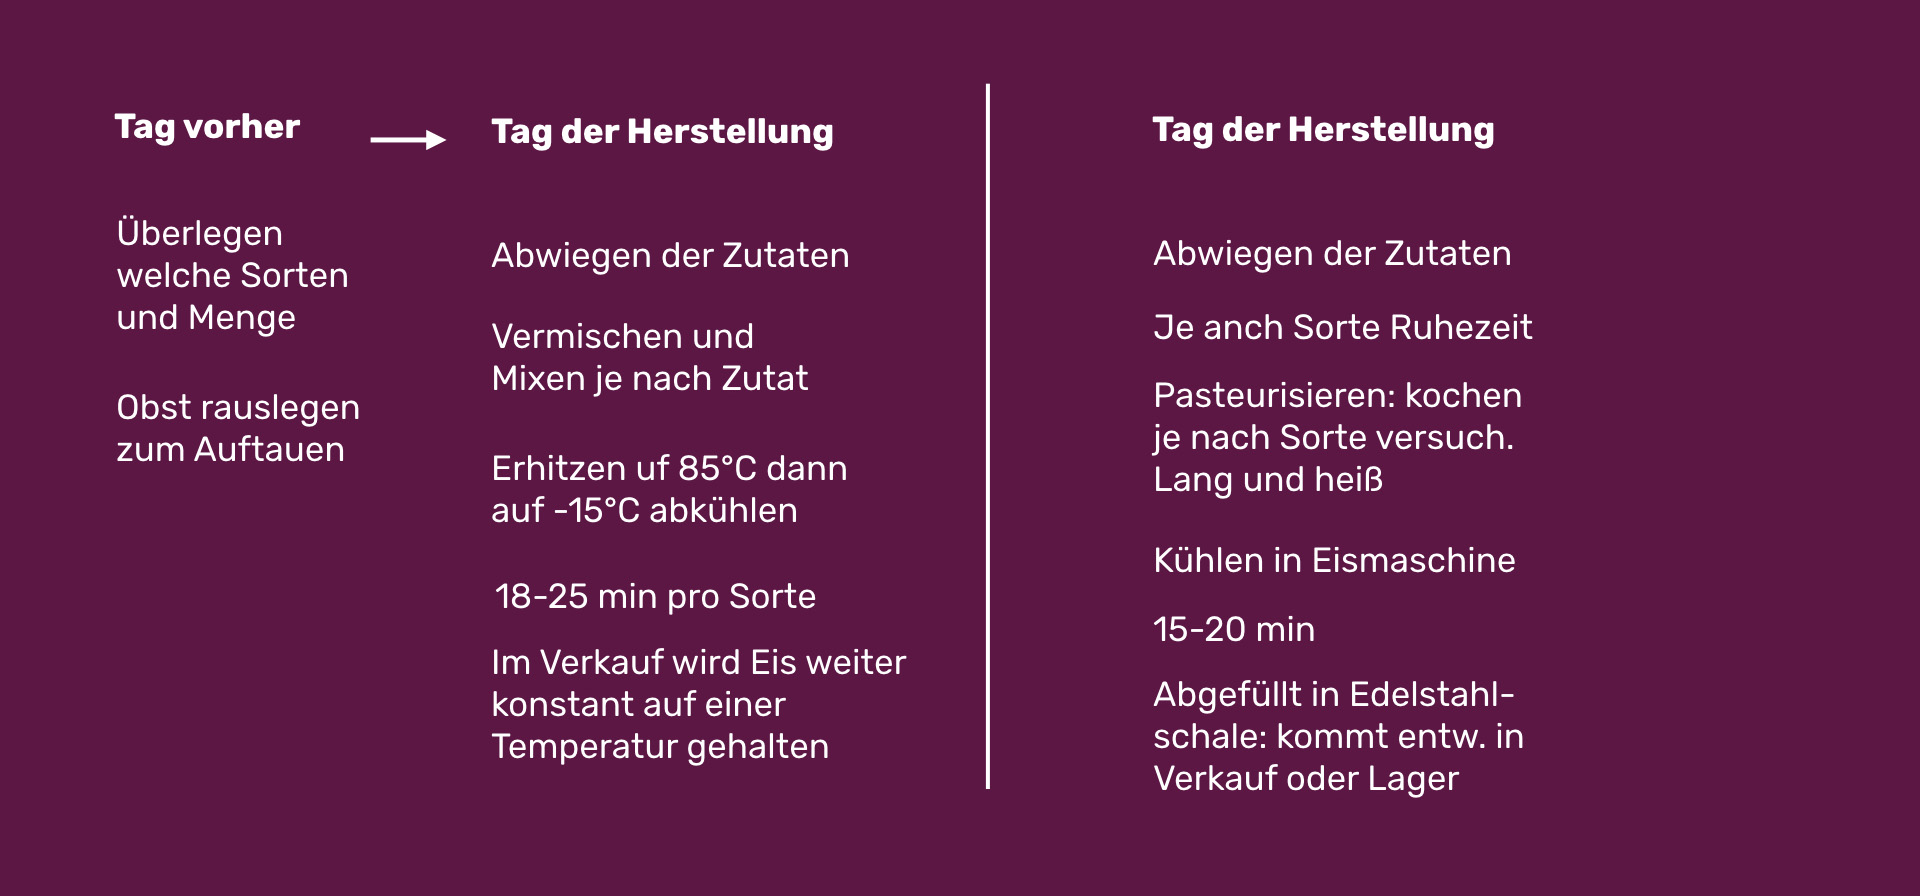 Tag vorher
Überlegen
welche Sorten
und Menge
Obst rauslegen
zum Auftauen
Tag der Herstellung
Abwiegen der Zutaten
Vermischen und
Mixen je nach Zutat
Erhitzen uf 85°C dann
auf -15°C abkühlen
18-25 min pro Sorte
Im Verkauf wird Eis weiter
konstant auf einer
Temperatur gehalten
Tag der Herstellung
Abwiegen der Zutaten
Je anch Sorte Ruhezeit
Pasteurisieren: kochen
je nach Sorte versuch.
Lang und heiß
Kühlen in Eismaschine
15-20 min
Abgefüllt in Edelstahl-
schale: kommt entw. in
Verkauf oder Lager